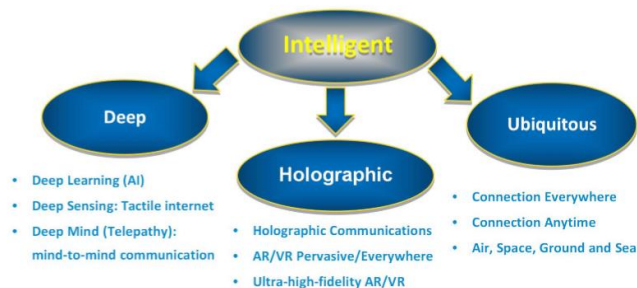 Intelligent
Deep
• Deep Learning (AI)
• Deep Sensing: Tactile internet
• Deep Mind (Telepathy):
mind-to-mind communication
Holographic
• Holographic Communications
• AR/VR Pervasive/Everywhere
• Ultra-high-fidelity AR/VR
Ubiquitous
• Connection Everywhere
• Connection Anytime
• Air, Space, Ground and Sea